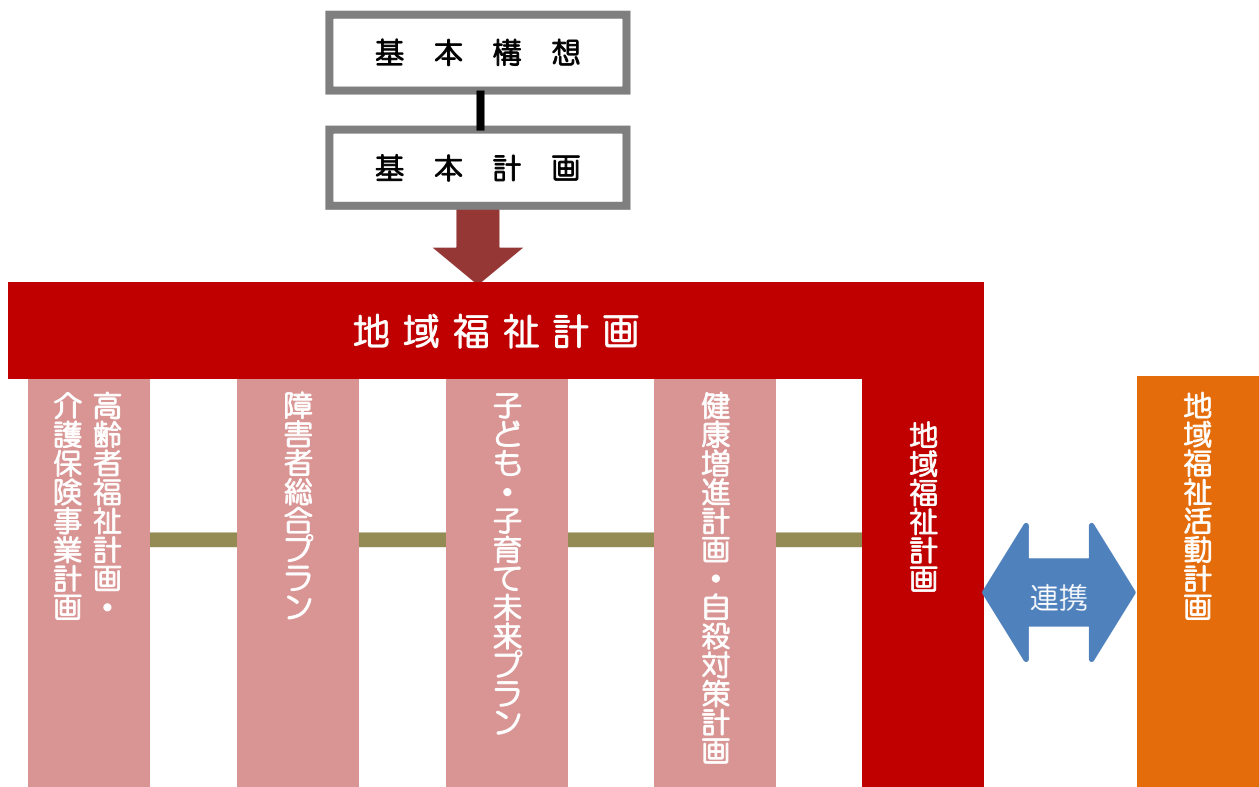 基本構想
基本計画
地域福祉計画
高齢者福祉計画・
介護保険事業計画
障害者総合プラン
子ども・子育て未来プラン
健康増進計画・自殺対策計画
地域福祉計画
連携
地域福祉活動計画